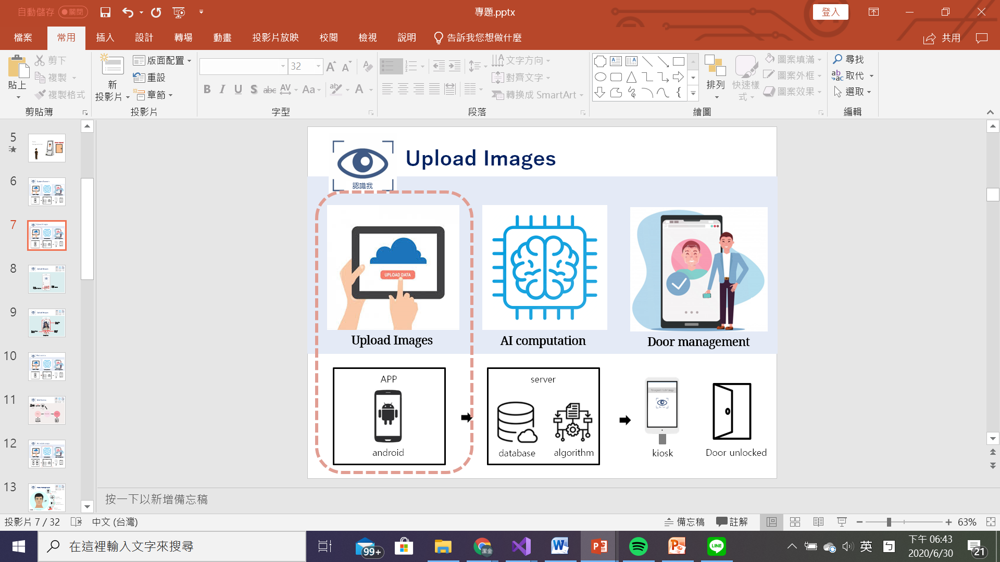 自動儲存 關閉
專題.pptx
登入
檔案 常用 插入 設計 轉場 動畫 投影片放映 校閱 檢視 說明 告訴我您想做什麼 共用
貼上
剪下
複製
複製格式
剪貼簿
新
投影片
版面配置
重設
章節
投影片
32
字型
文字方向
對齊文字
轉換成 SmartArt
段落
排列
快速樣
式
圖案填滿
圖案外框
圖案效果
繪圖
尋找
取代
選取
編輯
5
6
7
8
9
10
11
12
13
認識我
Upload Images
UPLOAD DATA
Upload Images
AI computation
Door management
APP
android
server
database
algorithm
kiosk
Door unlocked
按一下以新增備忘稿
投影片 7 / 32 中文 (台灣) 備忘稿 註解 63%
在這裡輸入文字來搜尋
99+
英
下午 06:43
2020/6/30
21